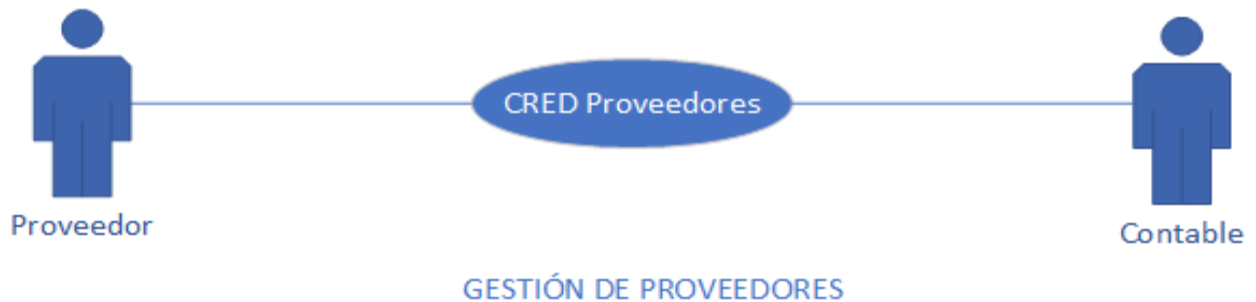 CRED Proveedores
Proveedor
Contable
GESTIÓN DE PROVEEDORES